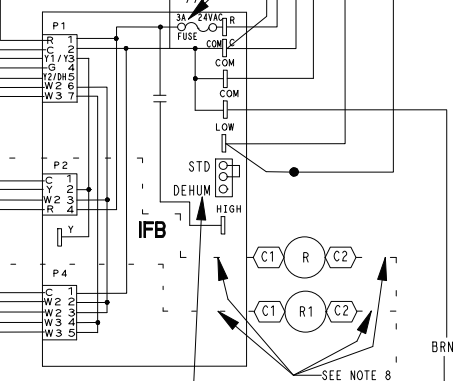 P1
3A 24VAC R
FUSE
COM C
R 1
C 2
Y1/Y 3
G 4
Y2/DH 5
W2 6
W3 7
COM
COM
LOW
STD
DEHUM
P2
C 1
Y 2
W2 3
R 4
HIGH
Y
IFB
C1 R C2
P4
C 1
W2 2
W2 3
W3 4
W3 5
C1 R1 C2
BRN
SEE NOTE 8